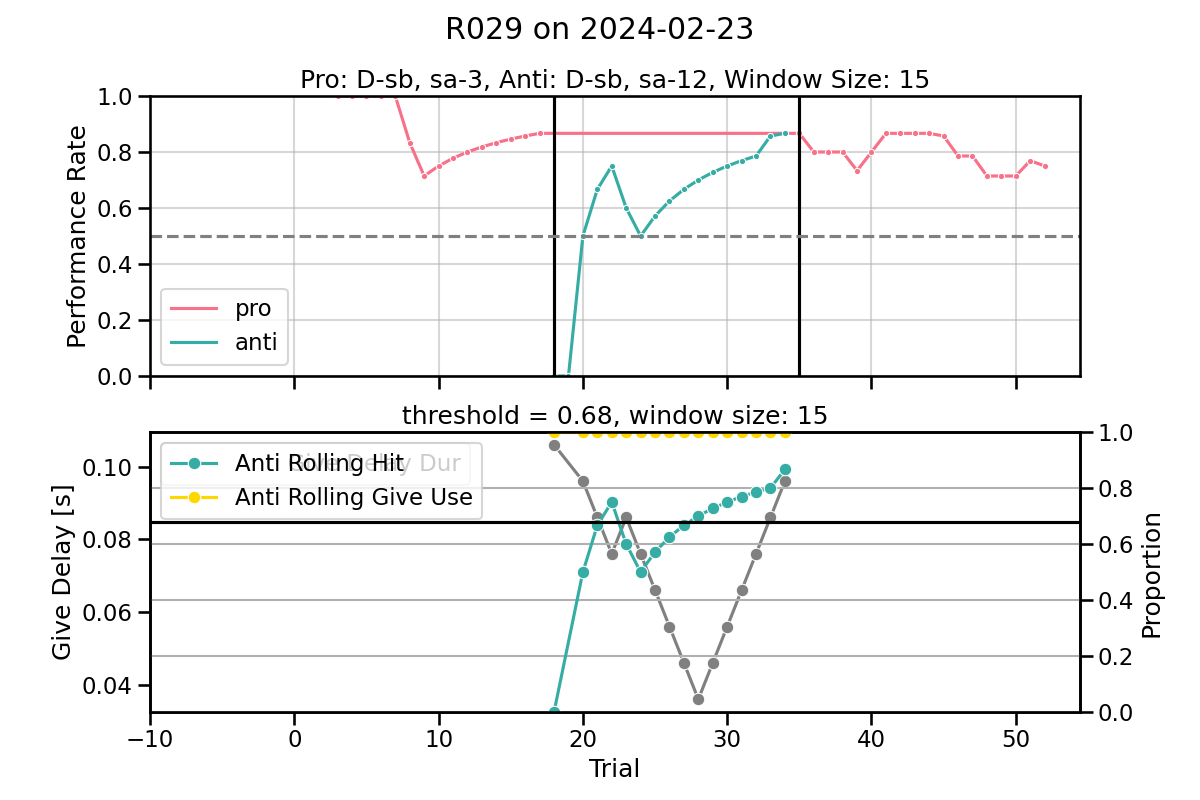 R029 on 2024-02-23
Pro: D-sb, sa-3, Anti: D-sb, sa-12, Window Size: 15
Performance Rate
1.0
0.8
0.6
0.4
0.2
0.0
pro
anti
threshold = 0.68, window size: 15
Give Delay [s]
0.10
0.08
0.06
0.04
Give Delay Dur
Anti Rolling Hit
Anti Rolling Give Use
1.0
0.8
0.6
0.4
0.2
0.0
Proportion
−10 0 10 20 30 40 50
Trial